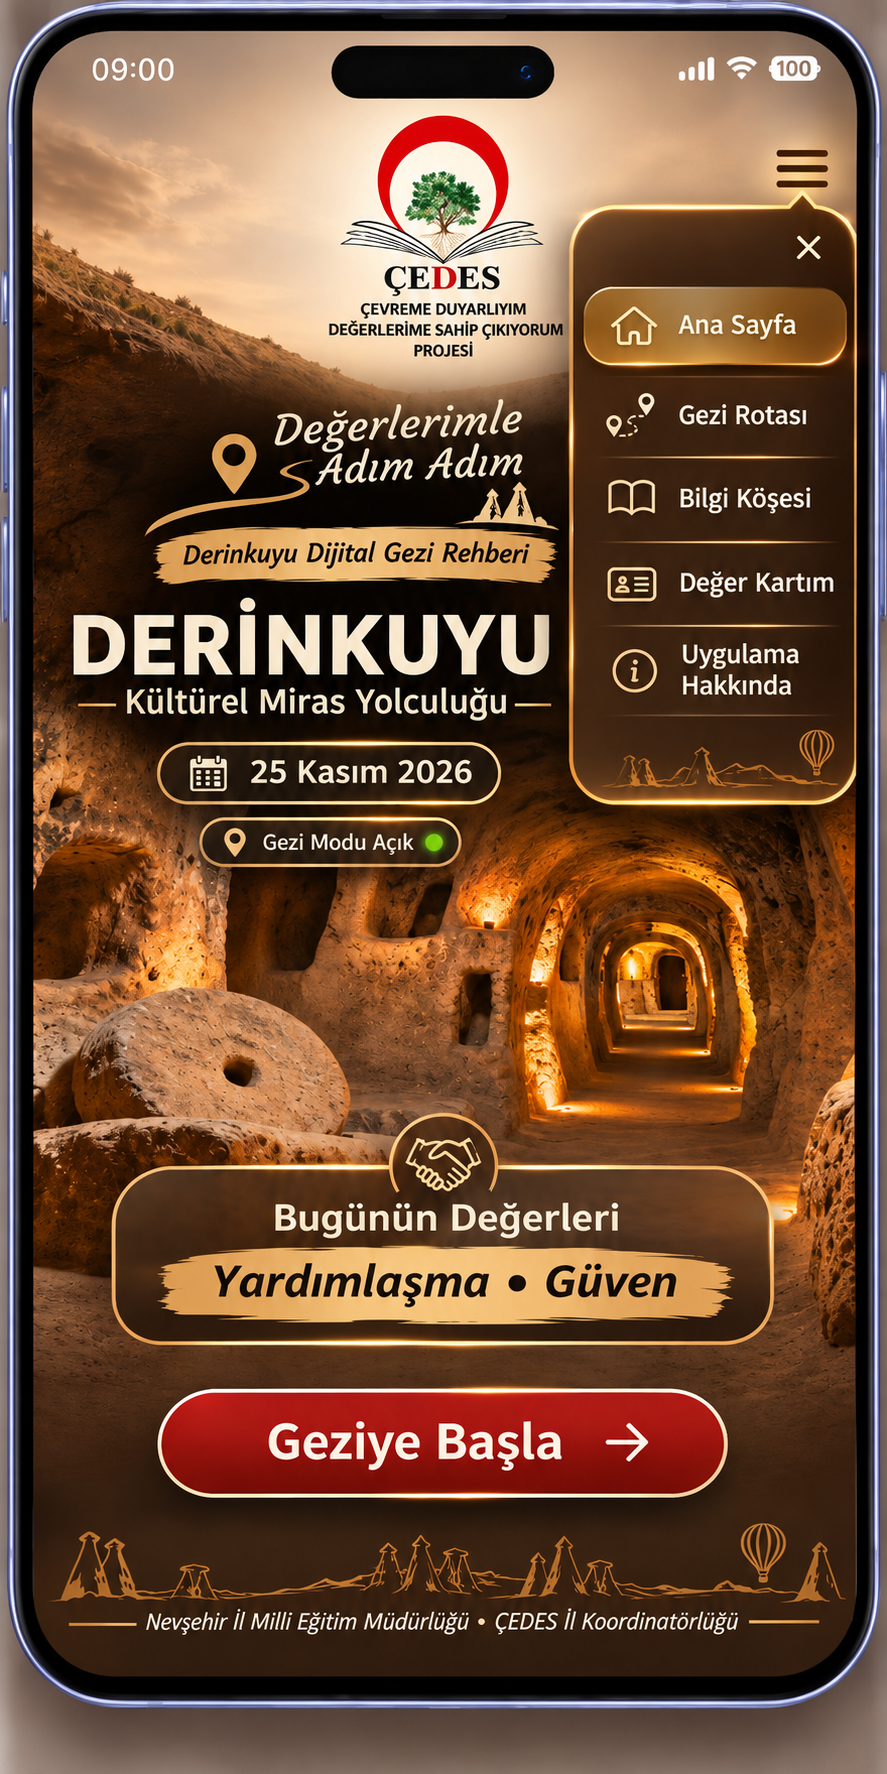 09:00
100
ÇEDES
ÇEVREME DUYARLIYIM
DEĞERLERİME SAHİP ÇIKIYORUM
PROJESİ
Ana Sayfa
Gezi Rotası
Bilgi Köşesi
Değer Kartım
Uygulama
Hakkında
Değerlerimle
Adım Adım
Derinkuyu Dijital Gezi Rehberi
DERİNKUYU
Kültürel Miras Yolculuğu
25 Kasım 2026
Gezi Modu Açık
Bugünün Değerleri
Yardımlaşma • Güven
Geziye Başla
Nevşehir İl Milli Eğitim Müdürlüğü • ÇEDES İl Koordinatörlüğü